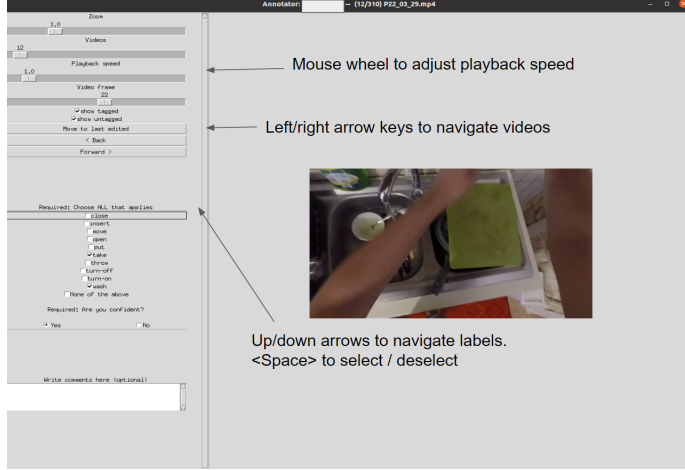 Annotator: -- (12/310) P22_03_29.mp4
Zoom
1.0
Videos
12
Playback speed
1.0
Video Frame
22
show tagged
show untagged
Move to last edited
< Back
Forward >
Mouse wheel to adjust playback speed
Left/right arrow keys to navigate videos
Required: Choose ALL that applies
close
insert
move
open
put
take
throw
turn-off
turn-on
wash
None of the above
Required: Are you confident?
Yes
No
Up/down arrows to navigate labels.
<Space> to select / deselect
Write comments here (optional)